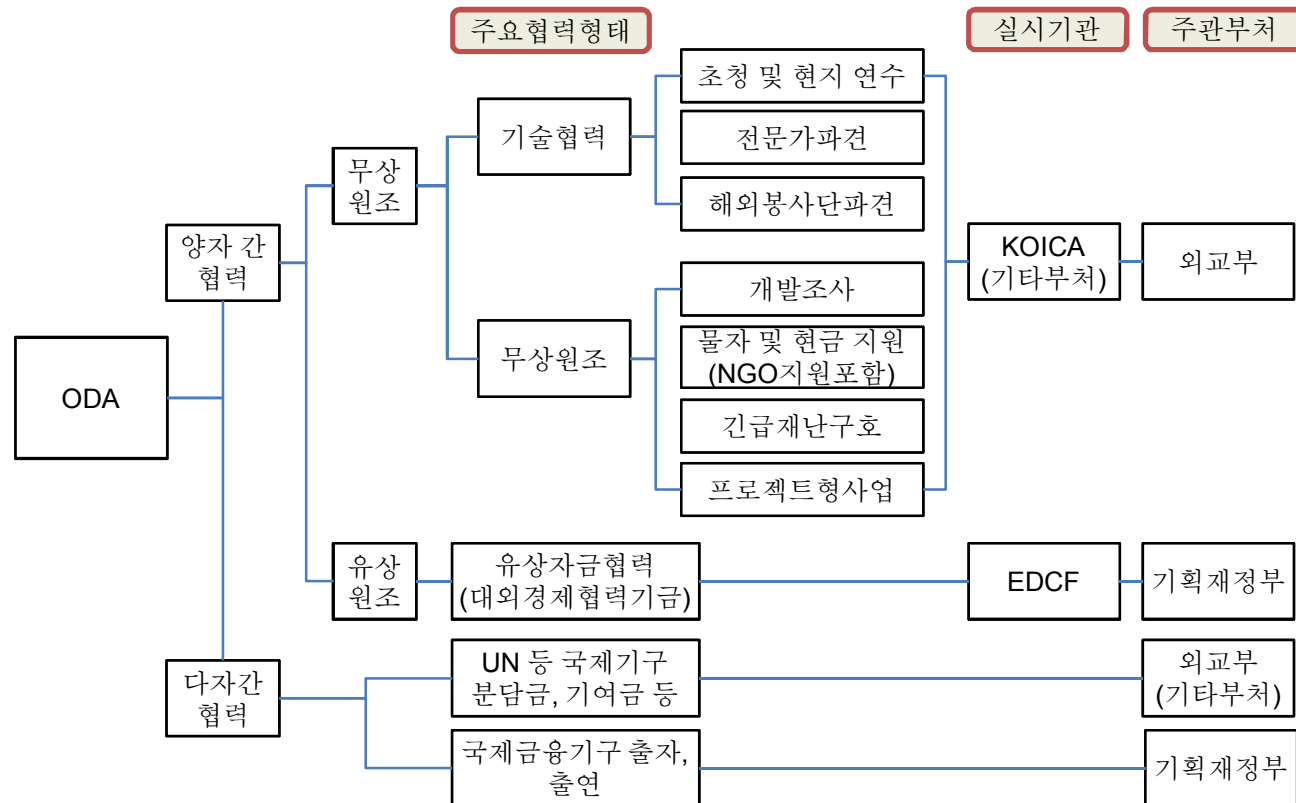 주요협력형태
실시기관
주관부처
초청 및 현지 연수
기술협력
전문가파견
무상
원조
해외봉사단파견
양자 간
협력
KOICA
(기타부처)
외교부
개발조사
무상원조
물자 및 현금 지원
(NGO지원포함)
ODA
긴급재난구호
프로젝트형사업
유상
원조
유상자금협력
(대외경제협력기금)
EDCF
기획재정부
다자간
협력
UN 등 국제기구
분담금, 기여금 등
외교부
(기타부처)
국제금융기구 출자,
출연
기획재정부